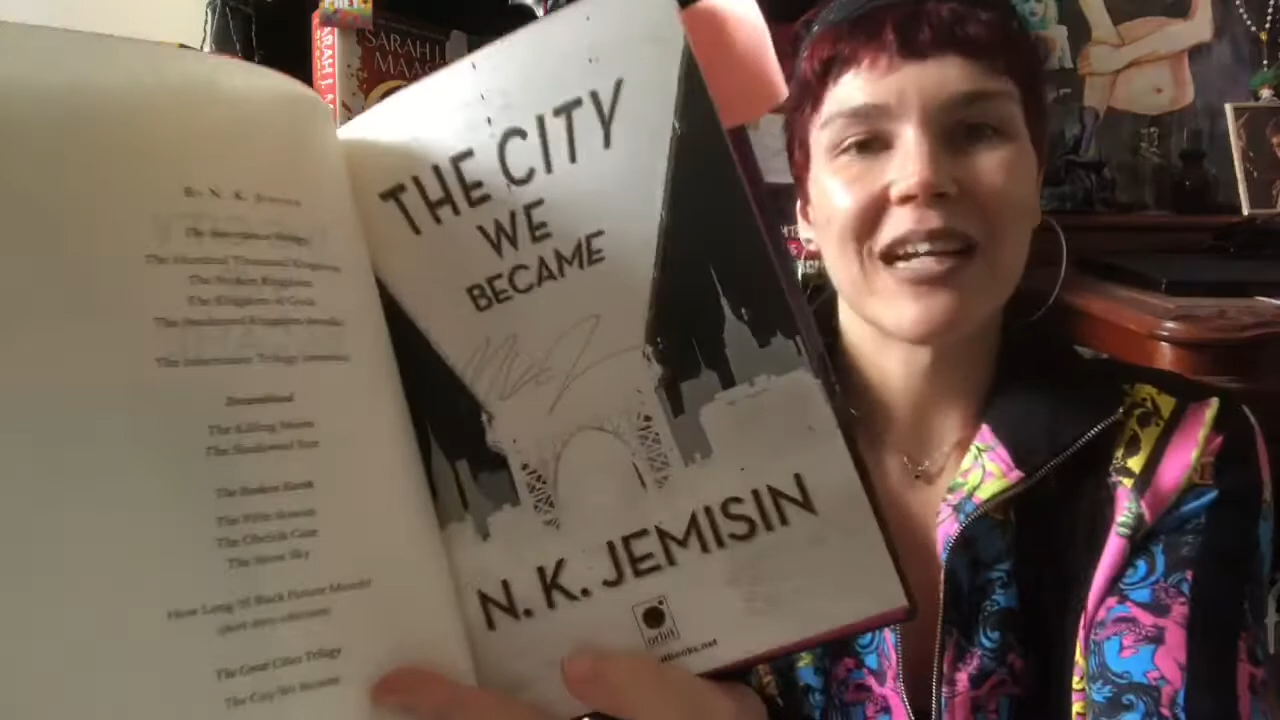 SARAH J.
MAAS
By N. K. Jemisin
The Inheritance Trilogy
The Hundred Thousand Kingdoms
The Broken Kingdoms
The Kingdom of Gods
The Inheritance Trilogy (omnibus)
Dreamblood
The Killing Moon
The Shadowed Sun
The Broken Earth
The Fifth Season
The Obelisk Gate
The Stone Sky
How Long 'til Black Future Month?
(short story collection)
The Great Cities Trilogy
The City We Became
THE CITY
WE
BECAME
N. K. JEMISIN
orbit